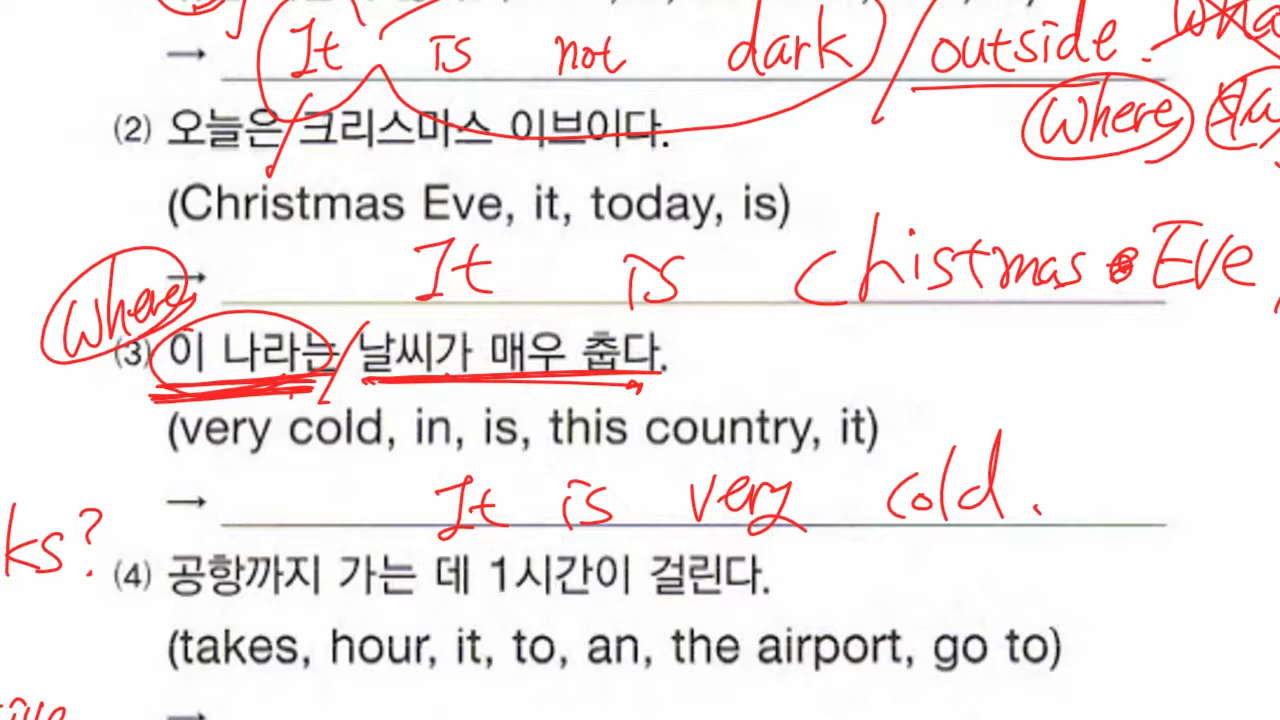 → It is not dark / outside.
(2) 오늘은 / 크리스마스 이브이다.
where
(Christmas Eve, it, today, is)
→ It is chistmas Eve
where
(3) 이 나라는 / 날씨가 매우 춥다.
(very cold, in, is, this country, it)
→ It is very cold.
ks?
(4) 공항까지 가는 데 1시간이 걸린다.
(takes, hour, it, to, an, the airport, go to)
→